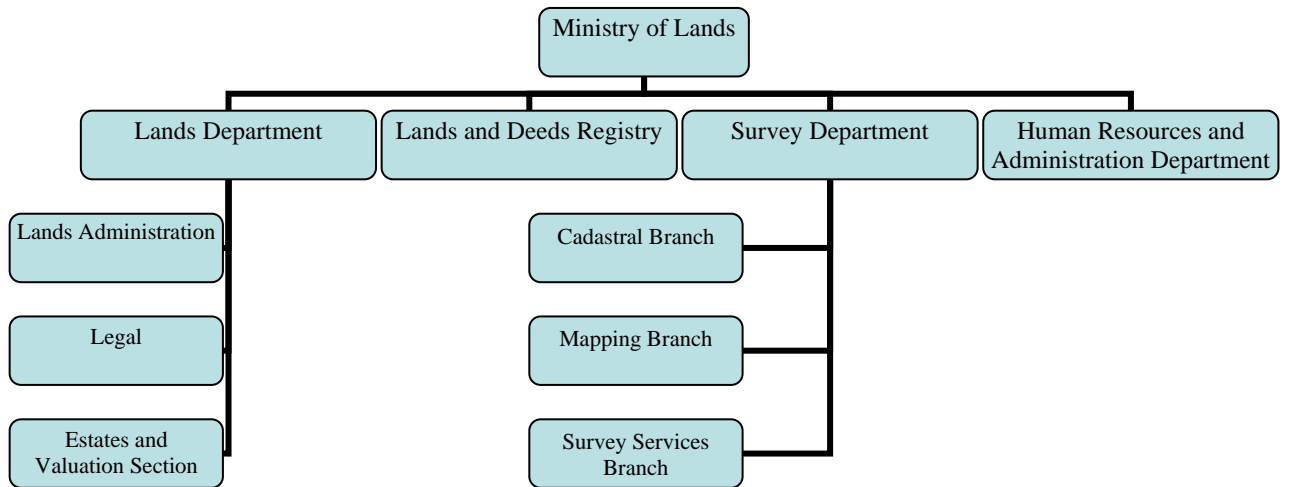 Ministry of Lands
Lands Department
Lands and Deeds Registry
Survey Department
Human Resources and
Administration Department
Lands Administration
Legal
Estates and
Valuation Section
Cadastral Branch
Mapping Branch
Survey Services
Branch